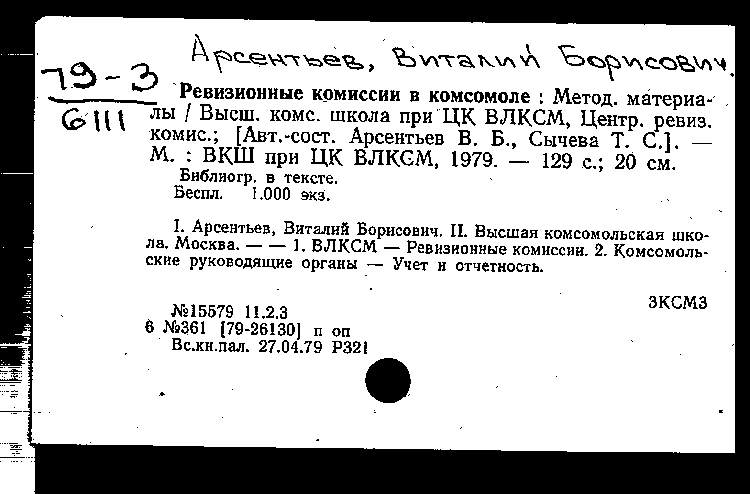 Арсентьев, Виталий Борисович.
79-3
6111
Ревизионные комиссии в комсомоле : Метод. материа-
лы / Высш. комс. школа при ЦК ВЛКСМ, Центр. ревиз.
комис.; [Авт.-сост. Арсентьев В. Б., Сычева Т. С.]. —
М. : ВКШ при ЦК ВЛКСМ, 1979. — 129 с.; 20 см.
Библиогр. в тексте.
Беспл. 1.000 экз.
I. Арсентьев, Виталий Борисович. II. Высшая комсомольская шко-
ла. Москва. — — 1. ВЛКСМ — Ревизионные комиссии. 2. Комсомоль-
ские руководящие органы — Учет и отчетность.
3КСМ3
№15579 11.2.3
6 №361 [79-26130] п оп
Вс.кн.пал. 27.04.79 Р321